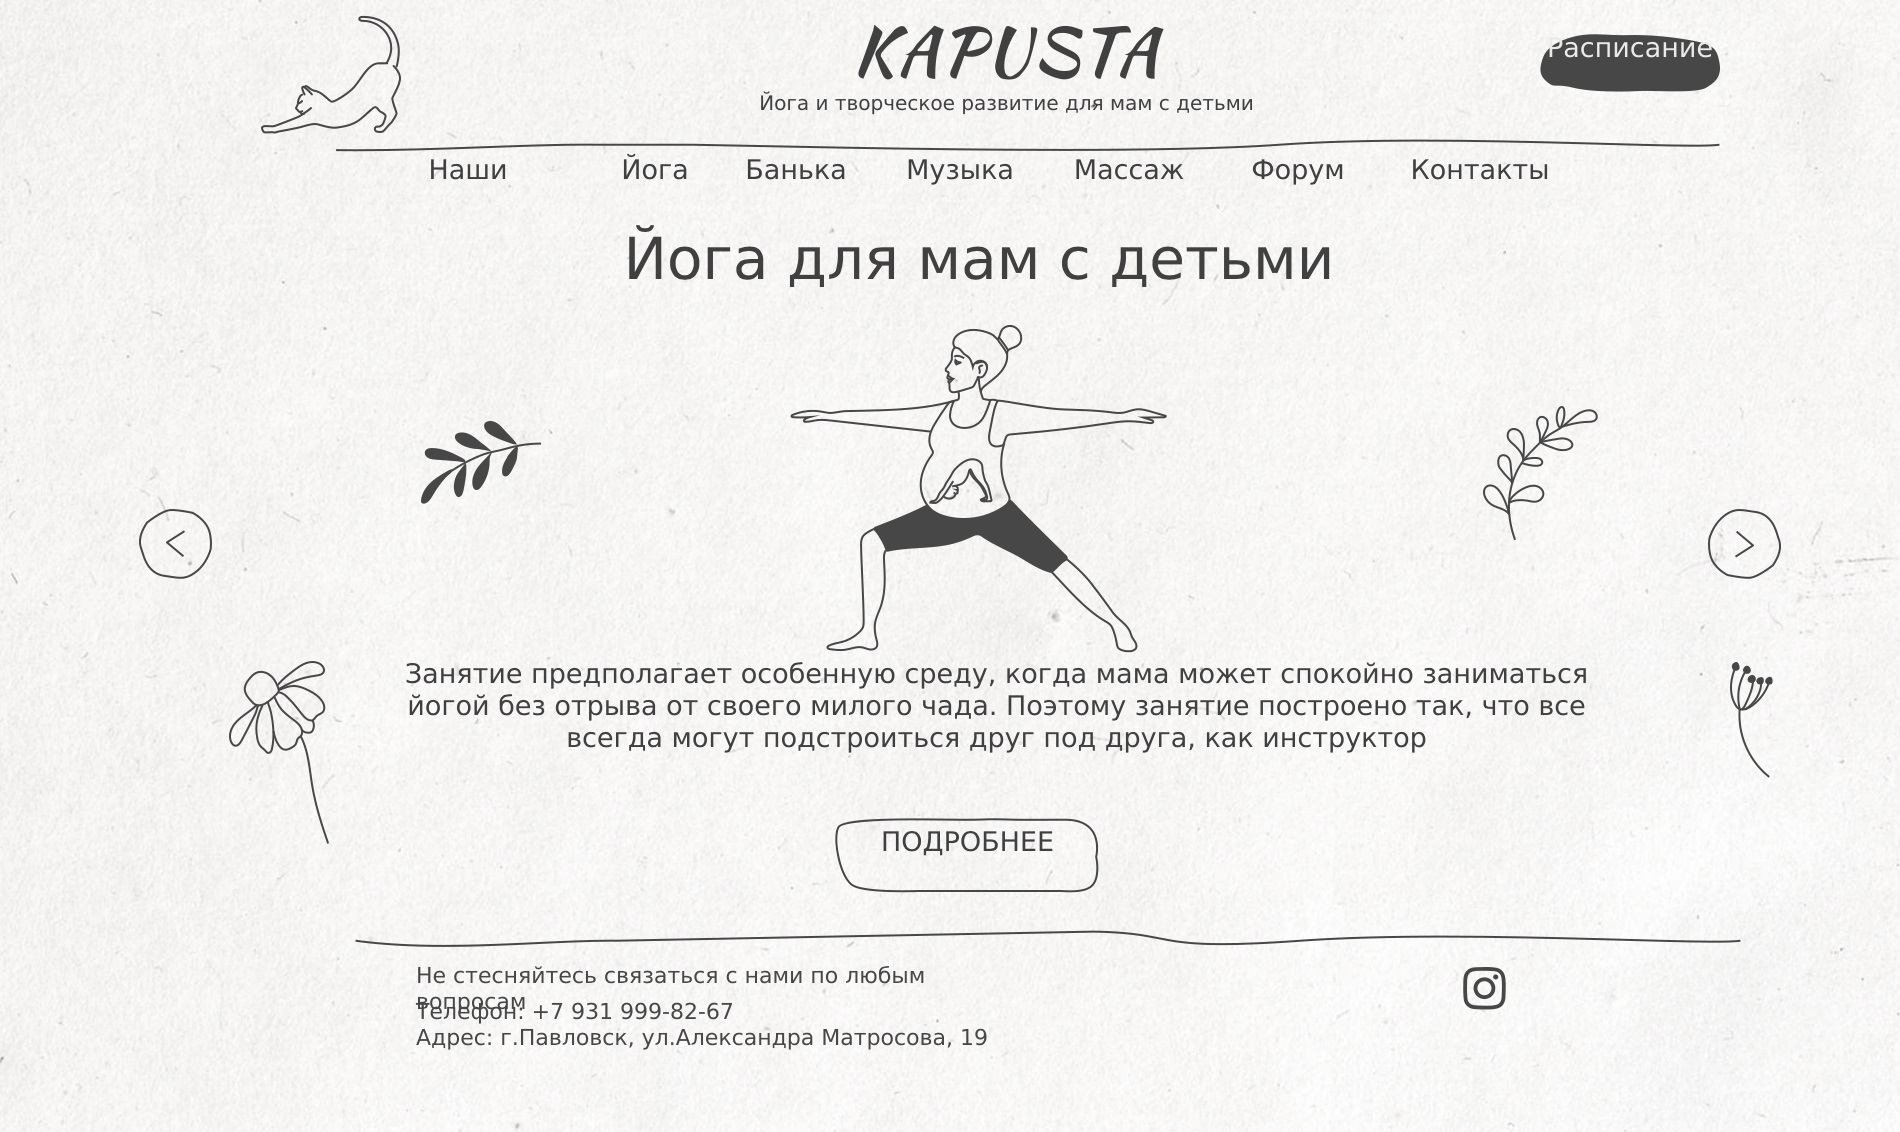 KAPUSTA
Йога и творческое развитие для мам с детьми
Расписание
Наши Йога Банька Музыка Массаж Форум Контакты
Йога для мам с детьми
Занятие предполагает особенную среду, когда мама может спокойно заниматься
йогой без отрыва от своего милого чада. Поэтому занятие построено так, что все
всегда могут подстроиться друг под друга, как инструктор
ПОДРОБНЕЕ
Не стесняйтесь связаться с нами по любым
вопросам
Телефон: +7 931 999-82-67
Адрес: г.Павловск, ул.Александра Матросова, 19